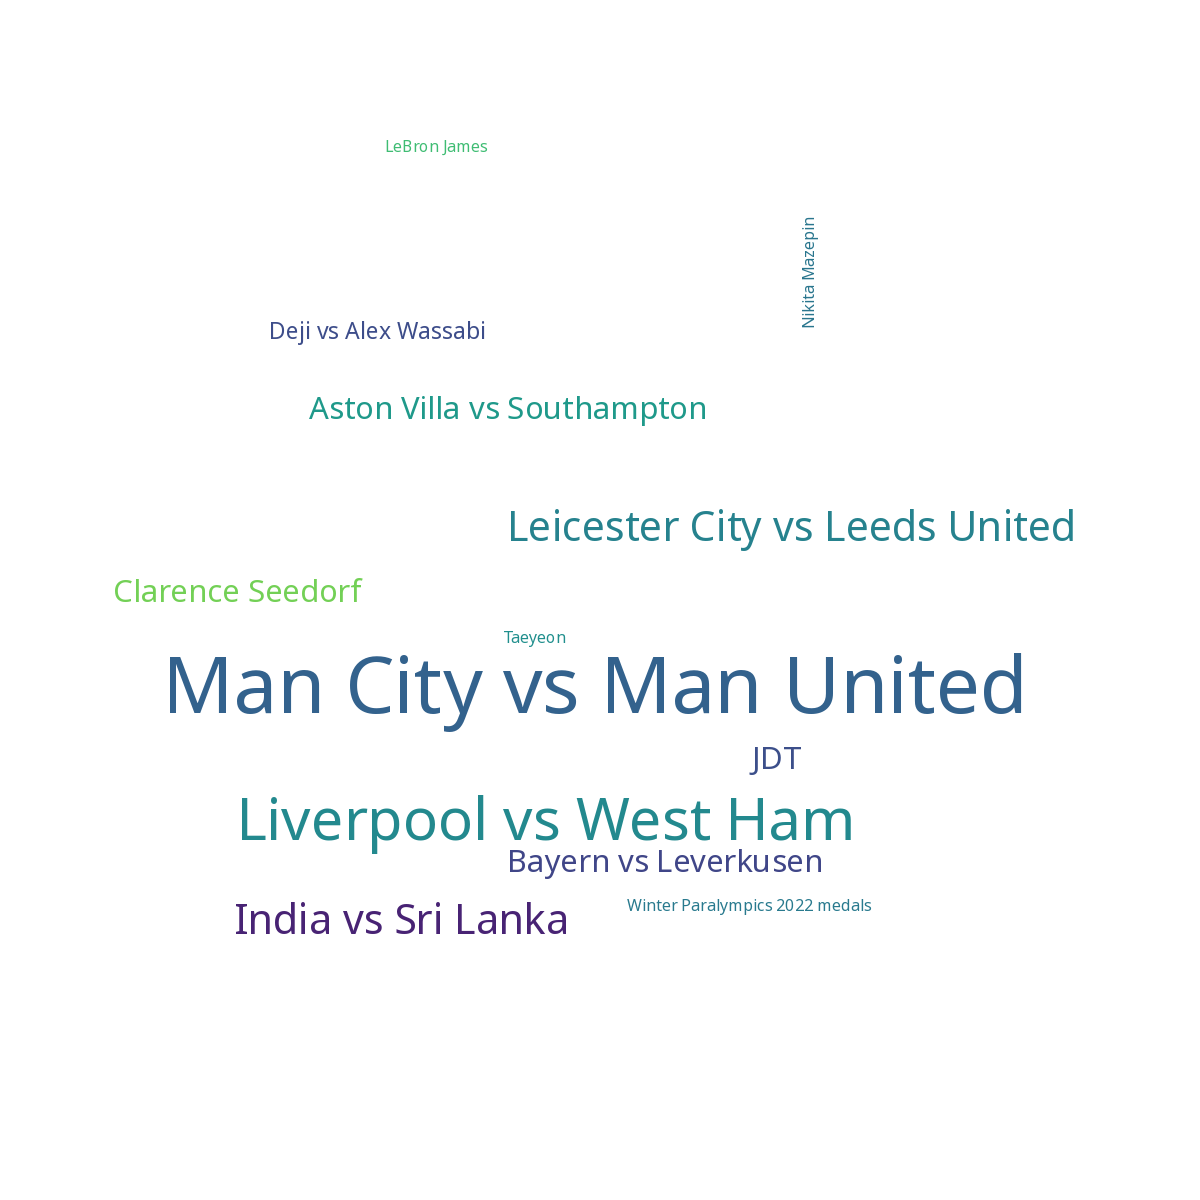 LeBron James
Nikita Mazepin
Deji vs Alex Wassabi
Aston Villa vs Southampton
Leicester City vs Leeds United
Clarence Seedorf
Taeyeon
Man City vs Man United
JDT
Liverpool vs West Ham
Bayern vs Leverkusen
Winter Paralympics 2022 medals
India vs Sri Lanka